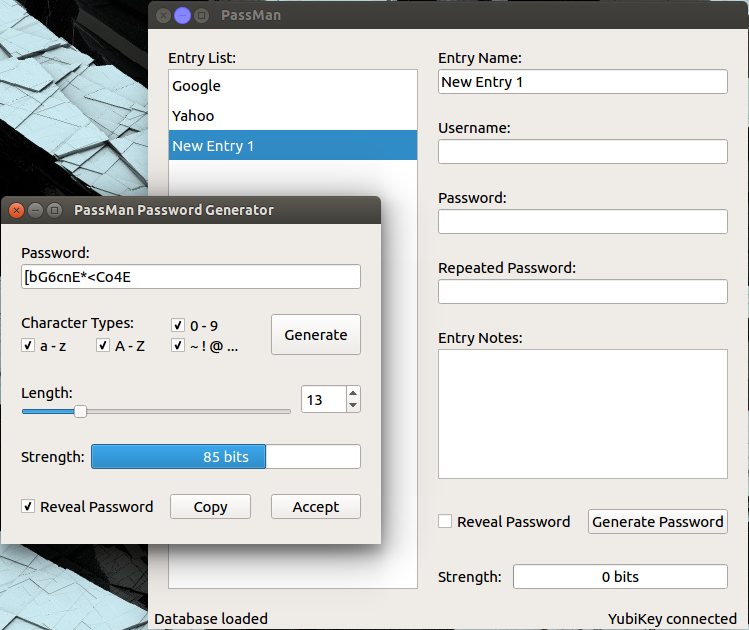 PassMan
Entry List:
Google
Yahoo
New Entry 1
Entry Name:
New Entry 1
Username:
Password:
Repeated Password:
Entry Notes:
Reveal Password
Generate Password
Strength:
0 bits
Database loaded
YubiKey connected
PassMan Password Generator
Password:
[bG6cnE*<Co4E
Character Types:
0 - 9
a - z
A - Z
~ ! @ ...
Generate
Length:
13
Strength:
85 bits
Reveal Password
Copy
Accept